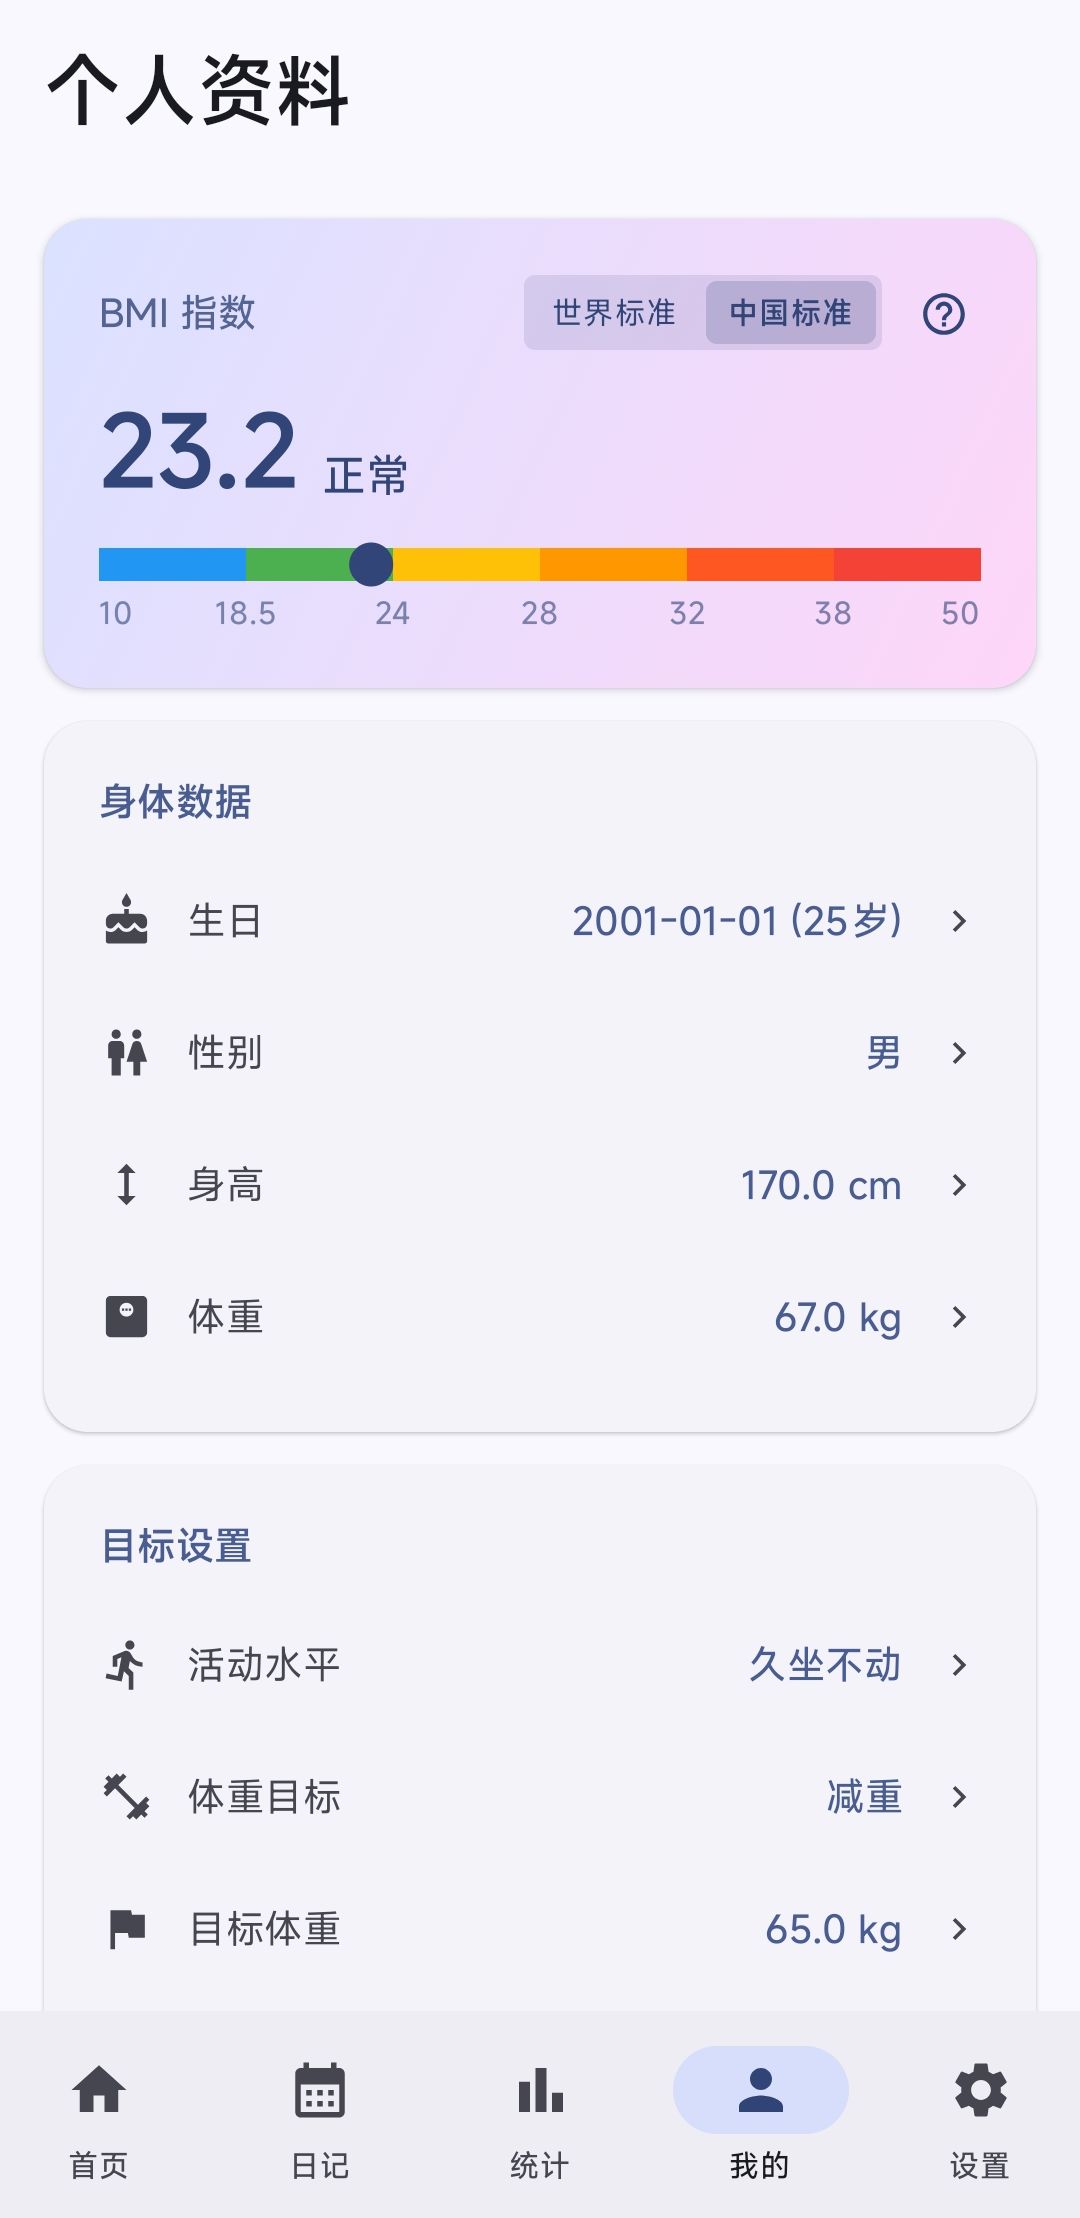 个人资料
BMI 指数
世界标准 中国标准
23.2 正常
10 18.5 24 28 32 38 50
身体数据
生日 2001-01-01 (25岁)
性别 男
身高 170.0 cm
体重 67.0 kg
目标设置
活动水平 久坐不动
体重目标 减重
目标体重 65.0 kg
首页 日记 统计 我的 设置